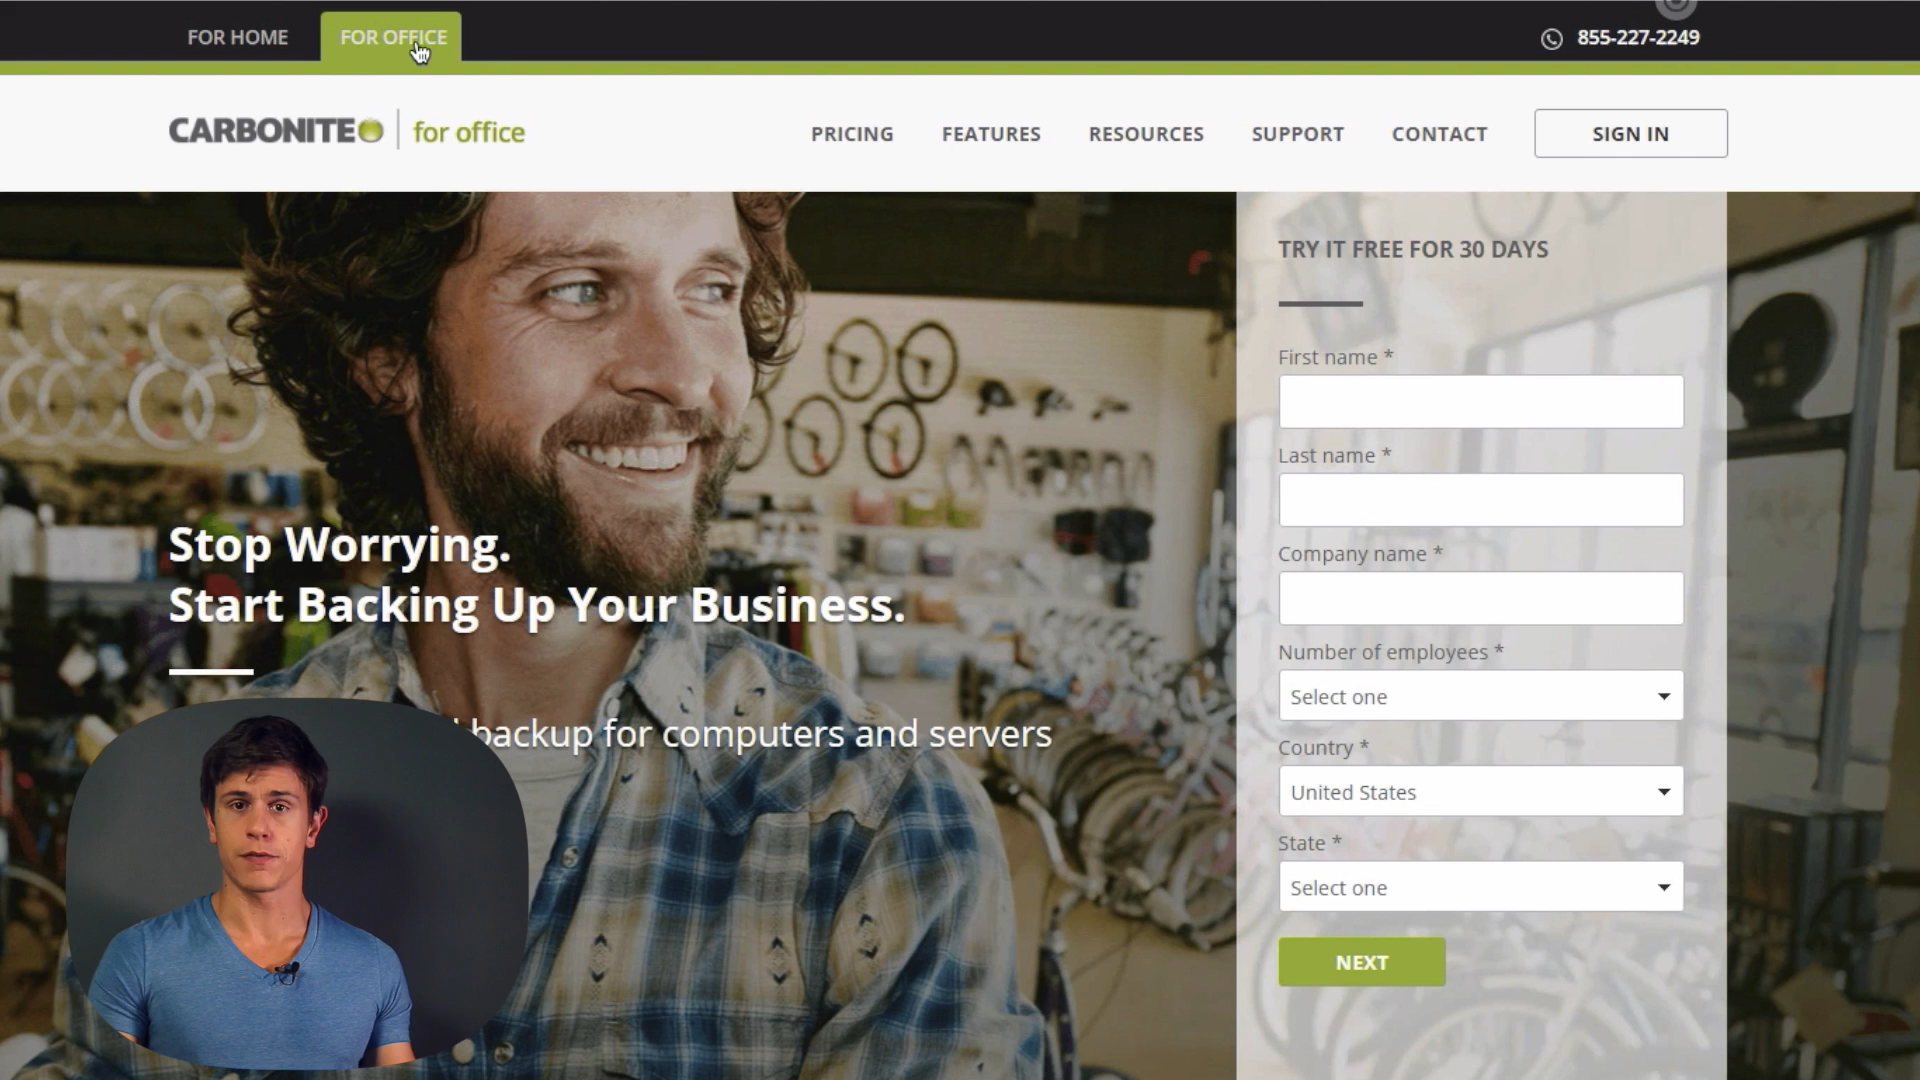 FOR HOME
FOR OFFICE
855-227-2249
CARBONITE
for office
PRICING
FEATURES
RESOURCES
SUPPORT
CONTACT
SIGN IN
Stop Worrying.
Start Backing Up Your Business.
backup for computers and servers
TRY IT FREE FOR 30 DAYS
First name *
Last name *
Company name *
Number of employees *
Select one
Country *
United States
State *
Select one
NEXT